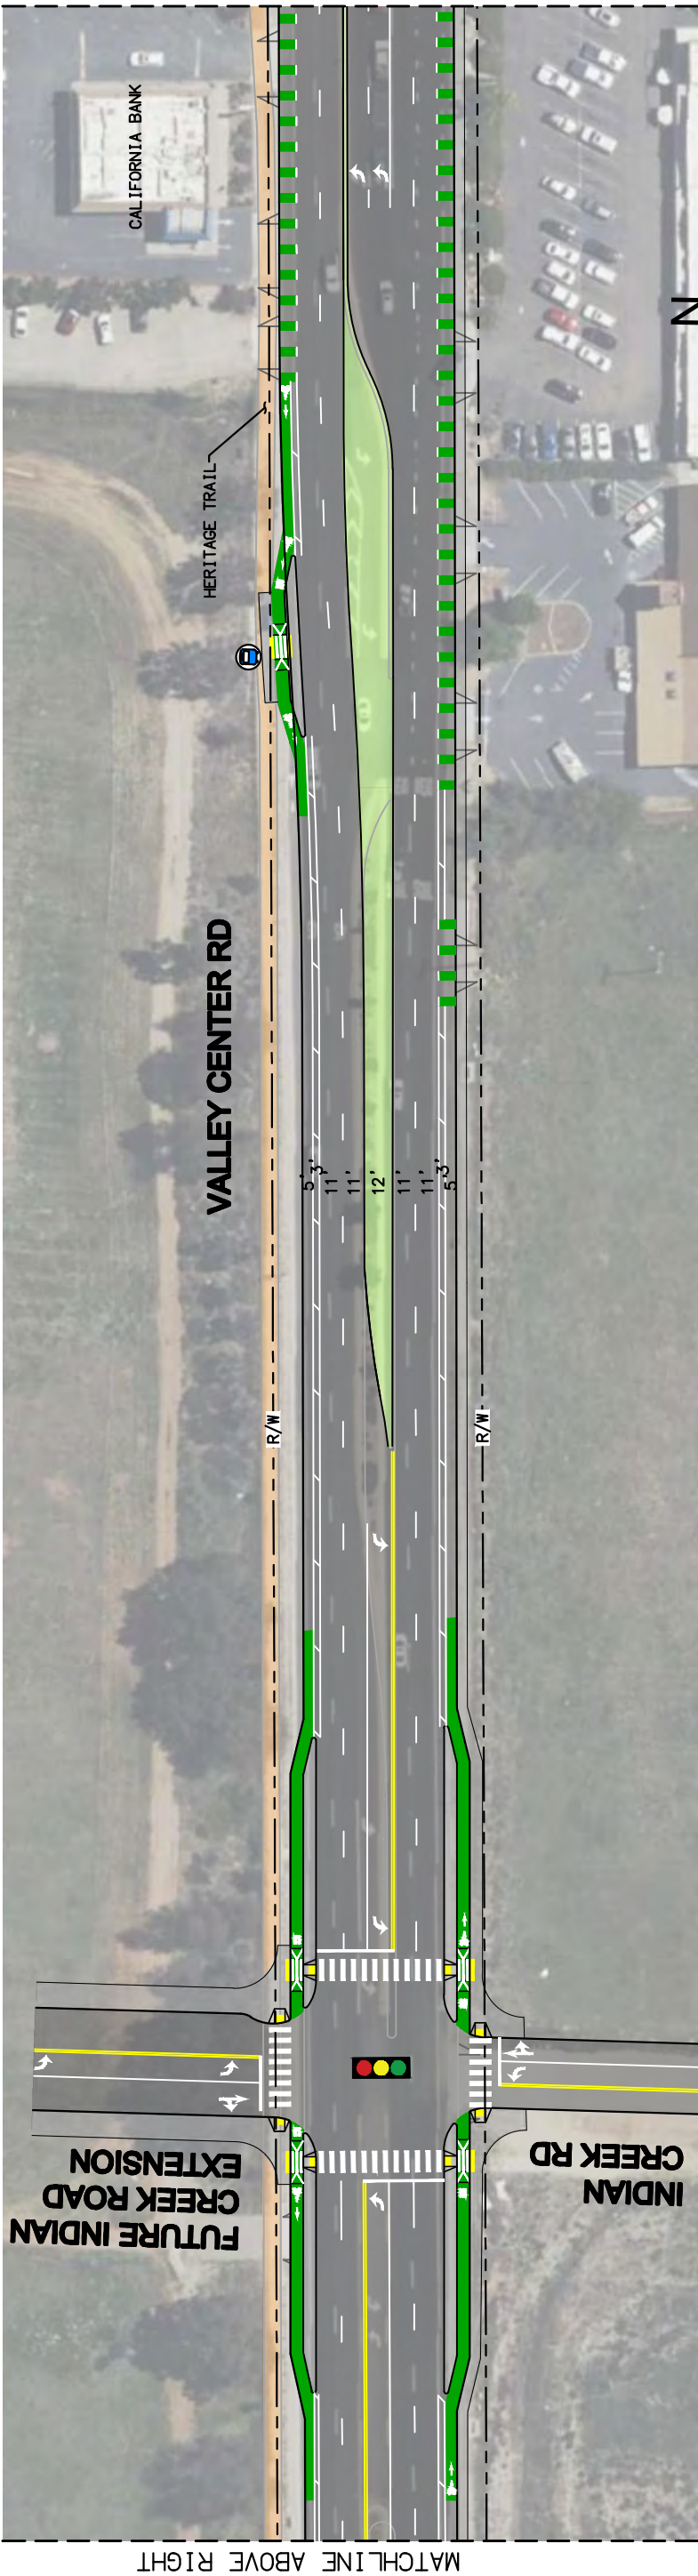 CALIFORNIA BANK
N
HERITAGE TRAIL
VALLEY CENTER RD
5' 3' 11' 11' 12' 11' 11' 3' 5'
R/W
R/W
FUTURE INDIAN
CREEK ROAD
EXTENSION
INDIAN
CREEK RD
MATCHLINE ABOVE RIGHT